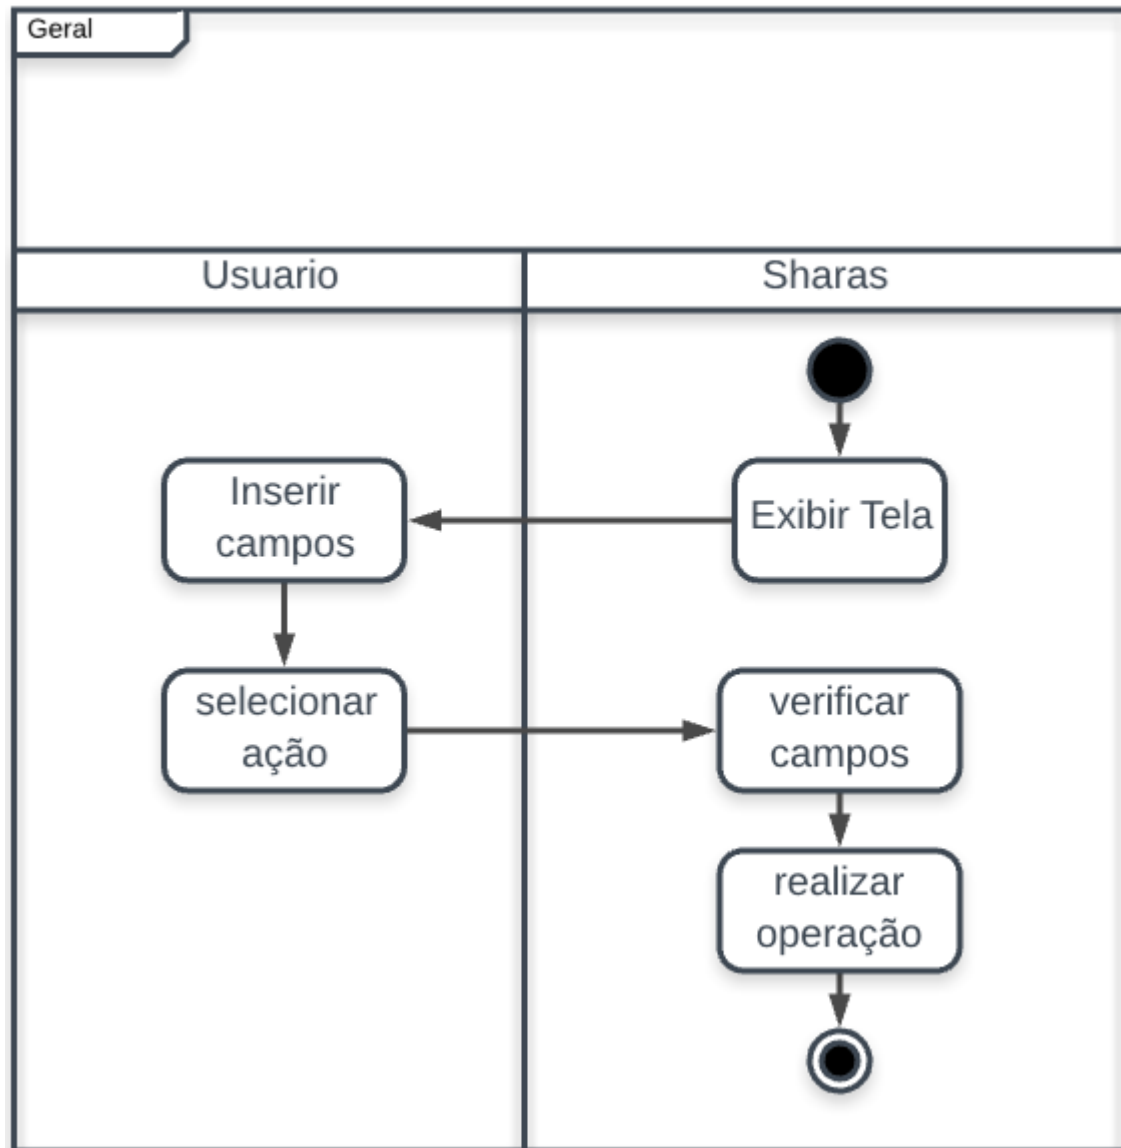 Geral
Usuario
Sharas
Inserir
campos
Exibir Tela
selecionar
ação
verificar
campos
realizar
operação